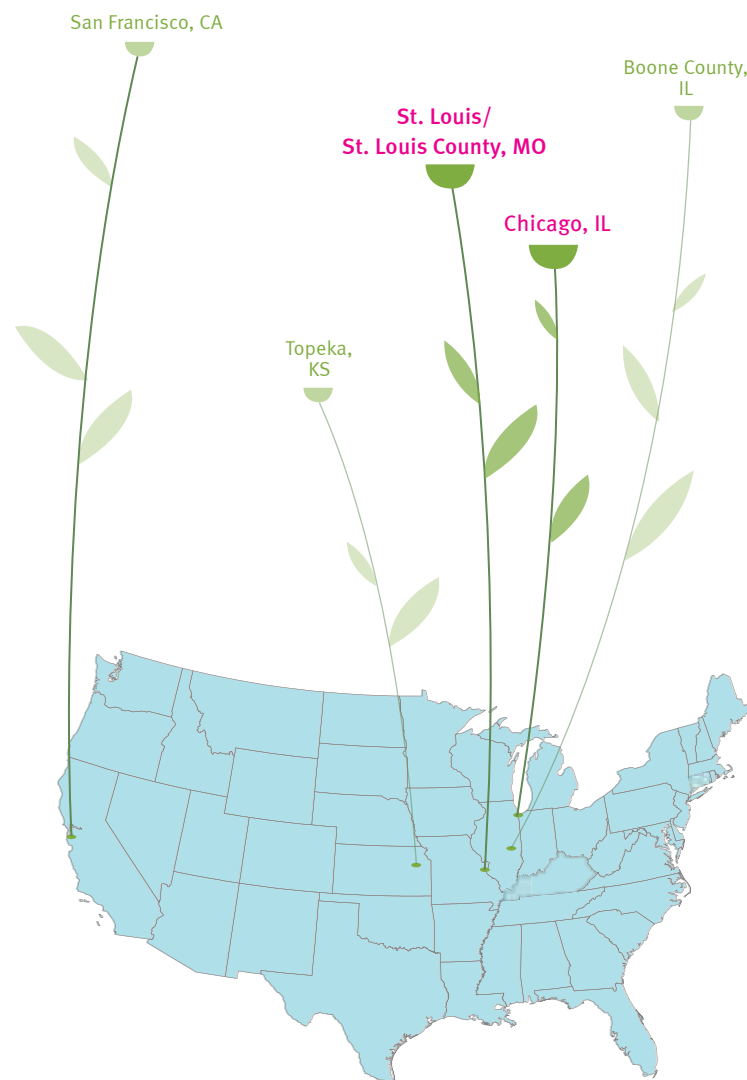 San Francisco, CA
Boone County,
IL
St. Louis/
St. Louis County, MO
Chicago, IL
Topeka,
KS